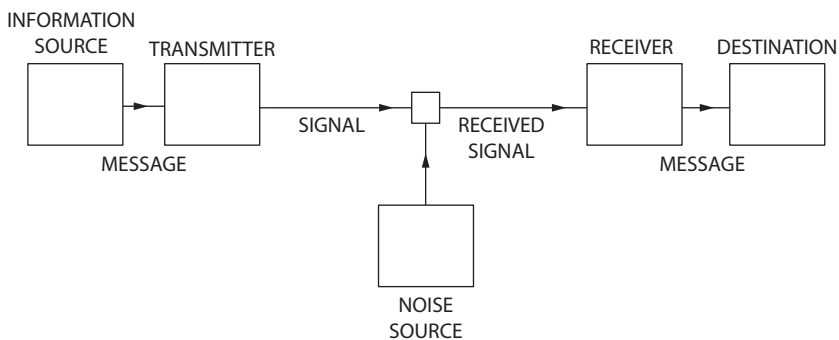 INFORMATION
SOURCE
TRANSMITTER
RECEIVER
DESTINATION
SIGNAL
RECEIVED
SIGNAL
MESSAGE
MESSAGE
NOISE
SOURCE